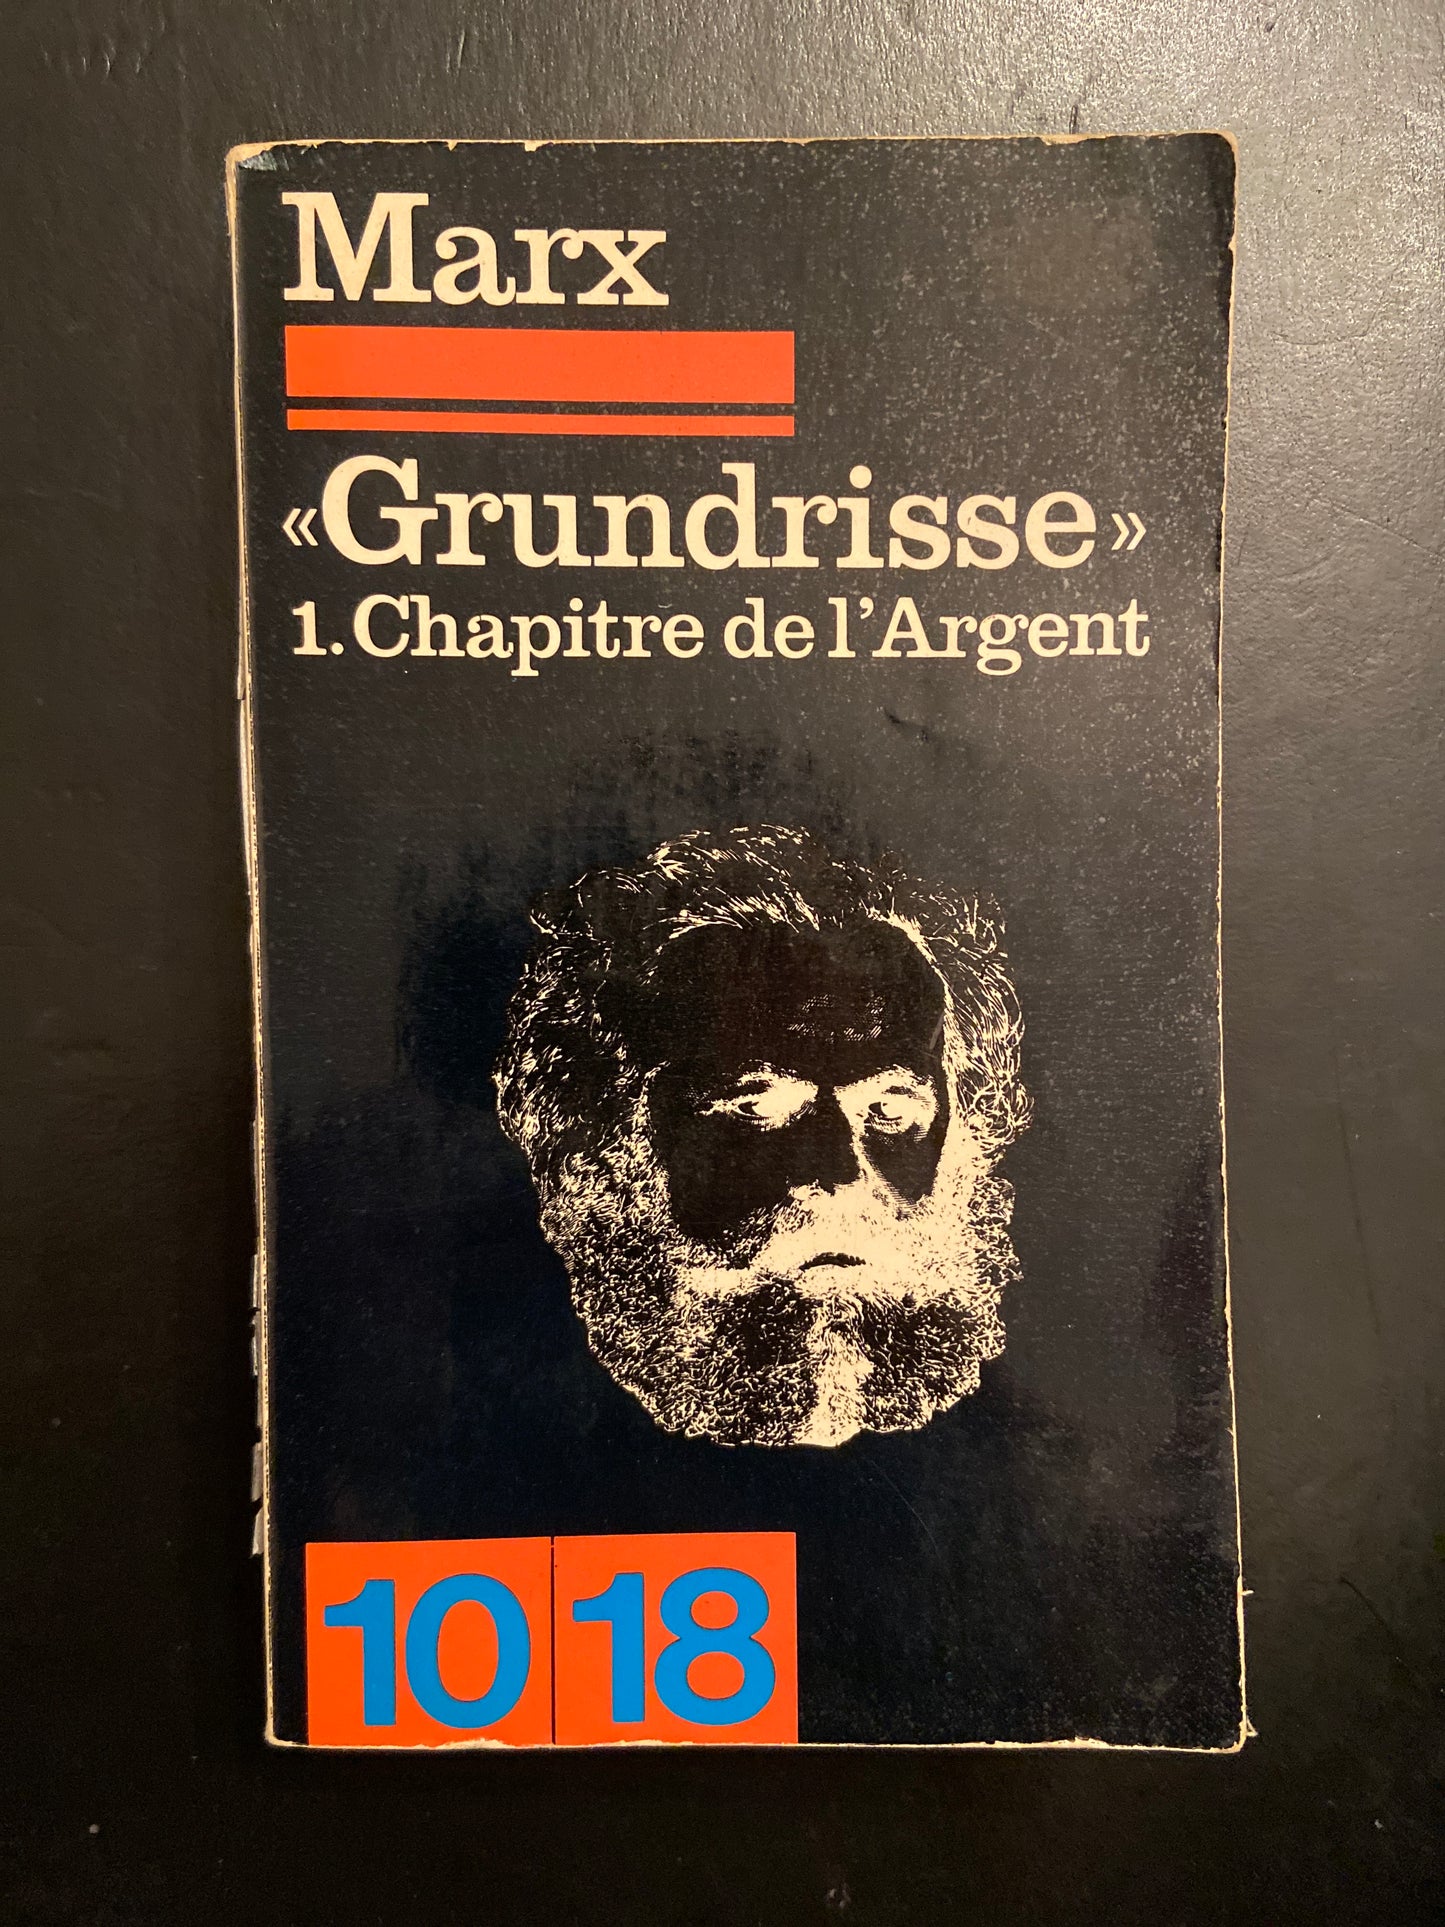 Marx
«Grundrisse»
1. Chapitre de l’Argent
10 18